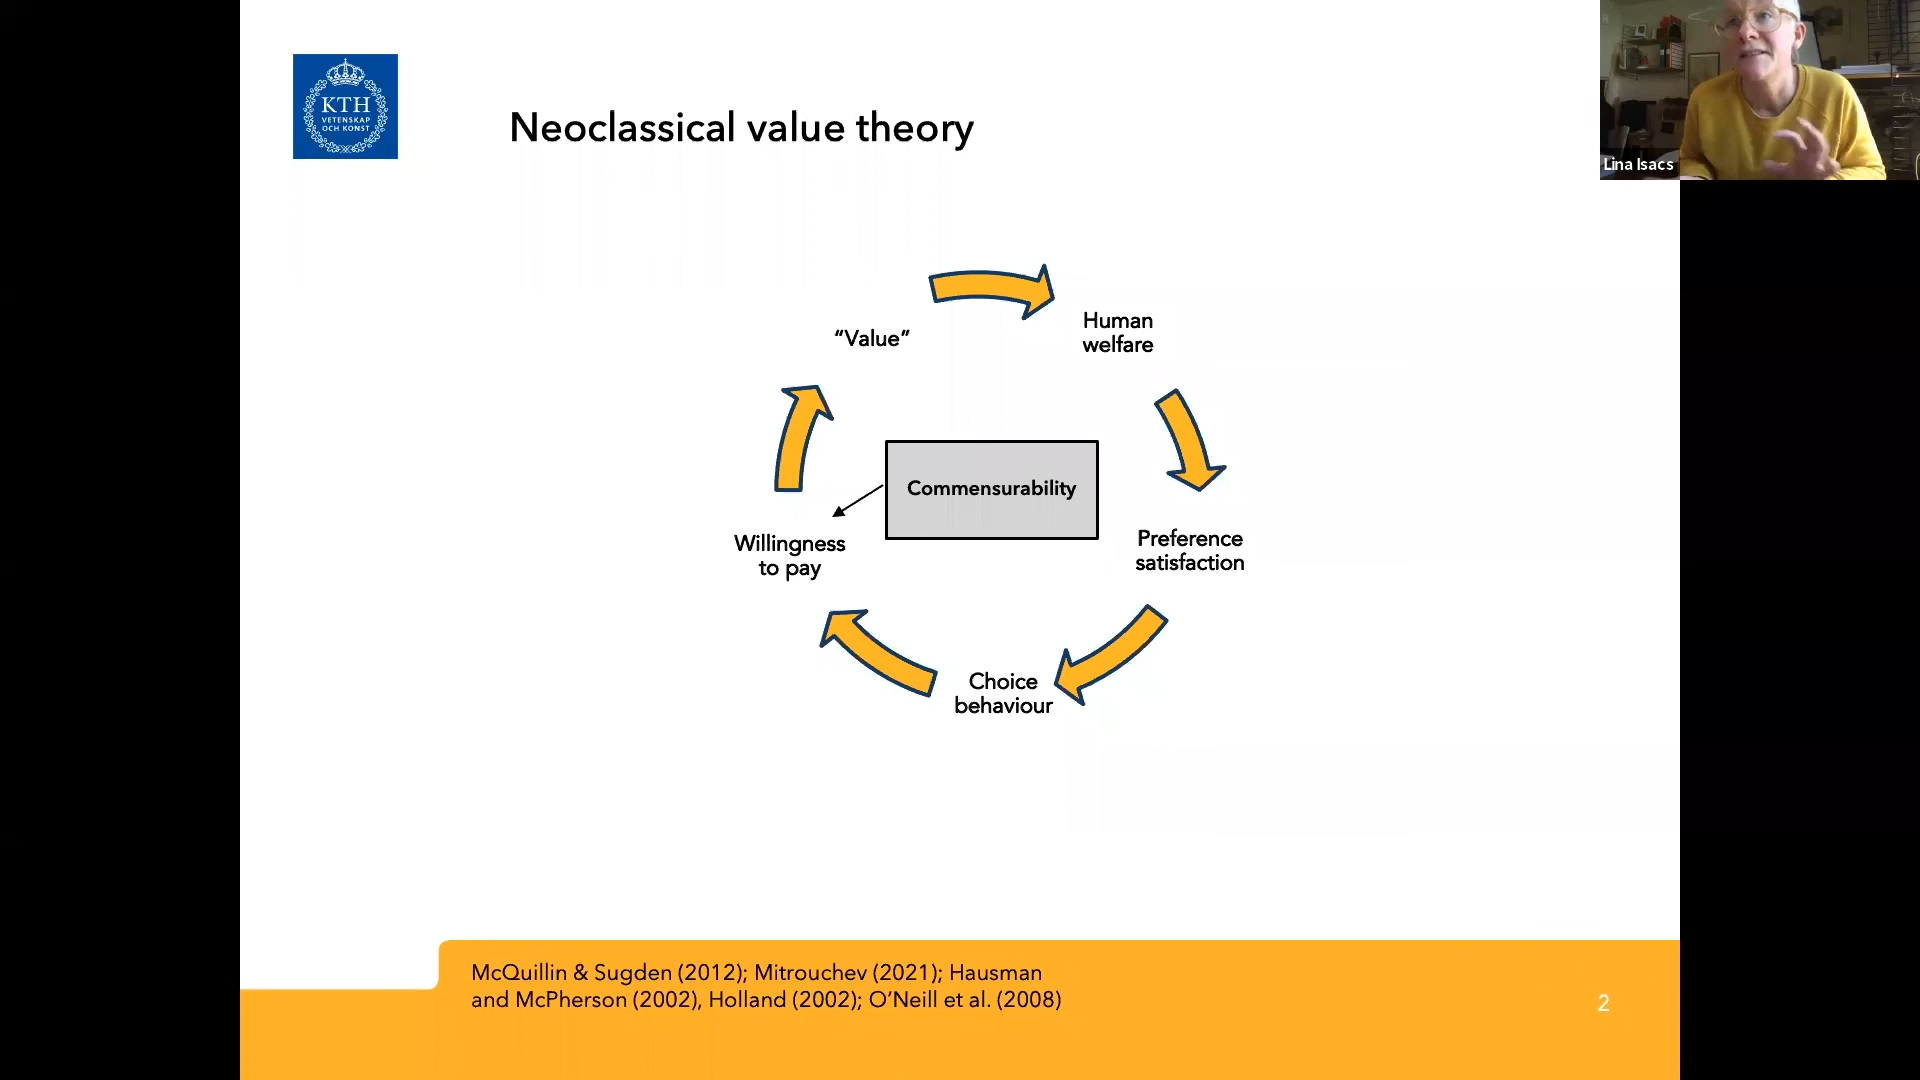 KTH
VETENSKAP
OCH KONST
Neoclassical value theory
Lina Isacs
“Value”
Human
welfare
Commensurability
Willingness
to pay
Preference
satisfaction
Choice
behaviour
McQuillin & Sugden (2012); Mitrouchev (2021); Hausman
and McPherson (2002), Holland (2002); O’Neill et al. (2008)
2